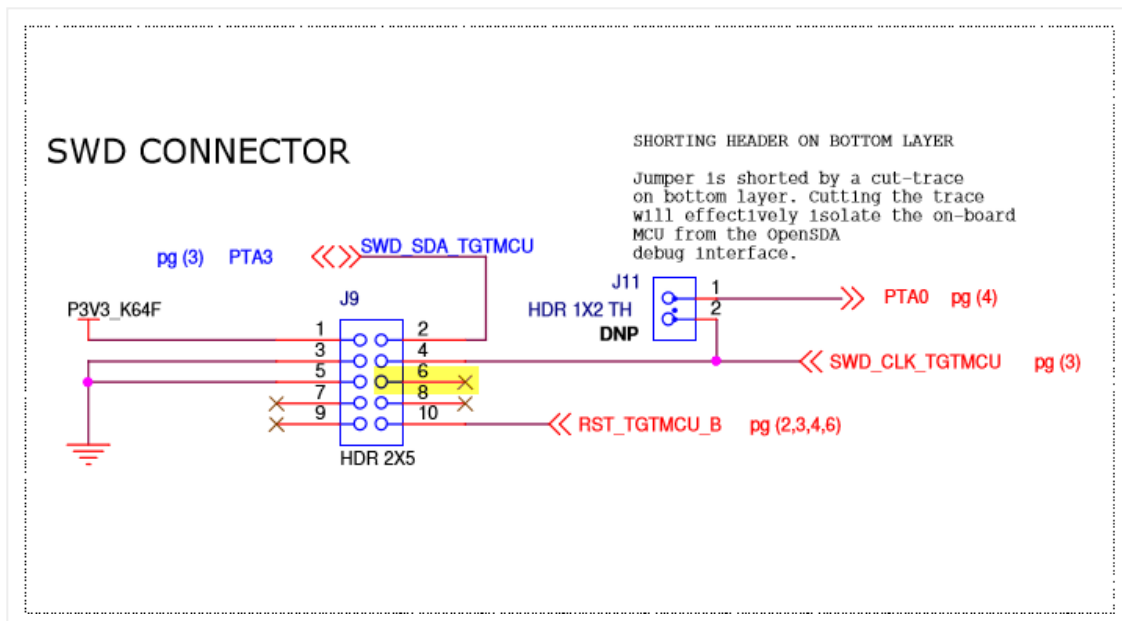 SWD CONNECTOR
SHORTING HEADER ON BOTTOM LAYER
Jumper is shorted by a cut-trace
on bottom layer. Cutting the trace
will effectively isolate the on-board
MCU from the OpenSDA
debug interface.
pg (3) PTA3 SWD_SDA_TGTMCU
J11
1
PTA0 pg (4)
HDR 1X2 TH
2
DNP
P3V3_K64F
J9
1 2
3 4
SWD_CLK_TGTMCU pg (3)
5 6
7 8
9 10
RST_TGTMCU_B pg (2,3,4,6)
HDR 2X5